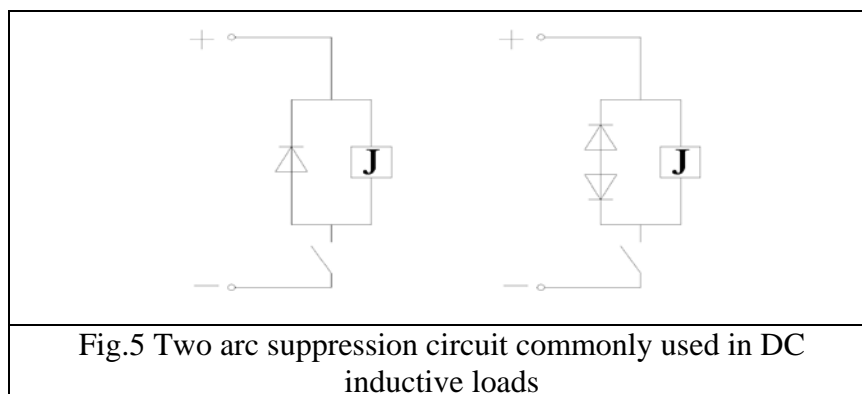 + +
J J
— —
Fig.5 Two arc suppression circuit commonly used in DC
inductive loads